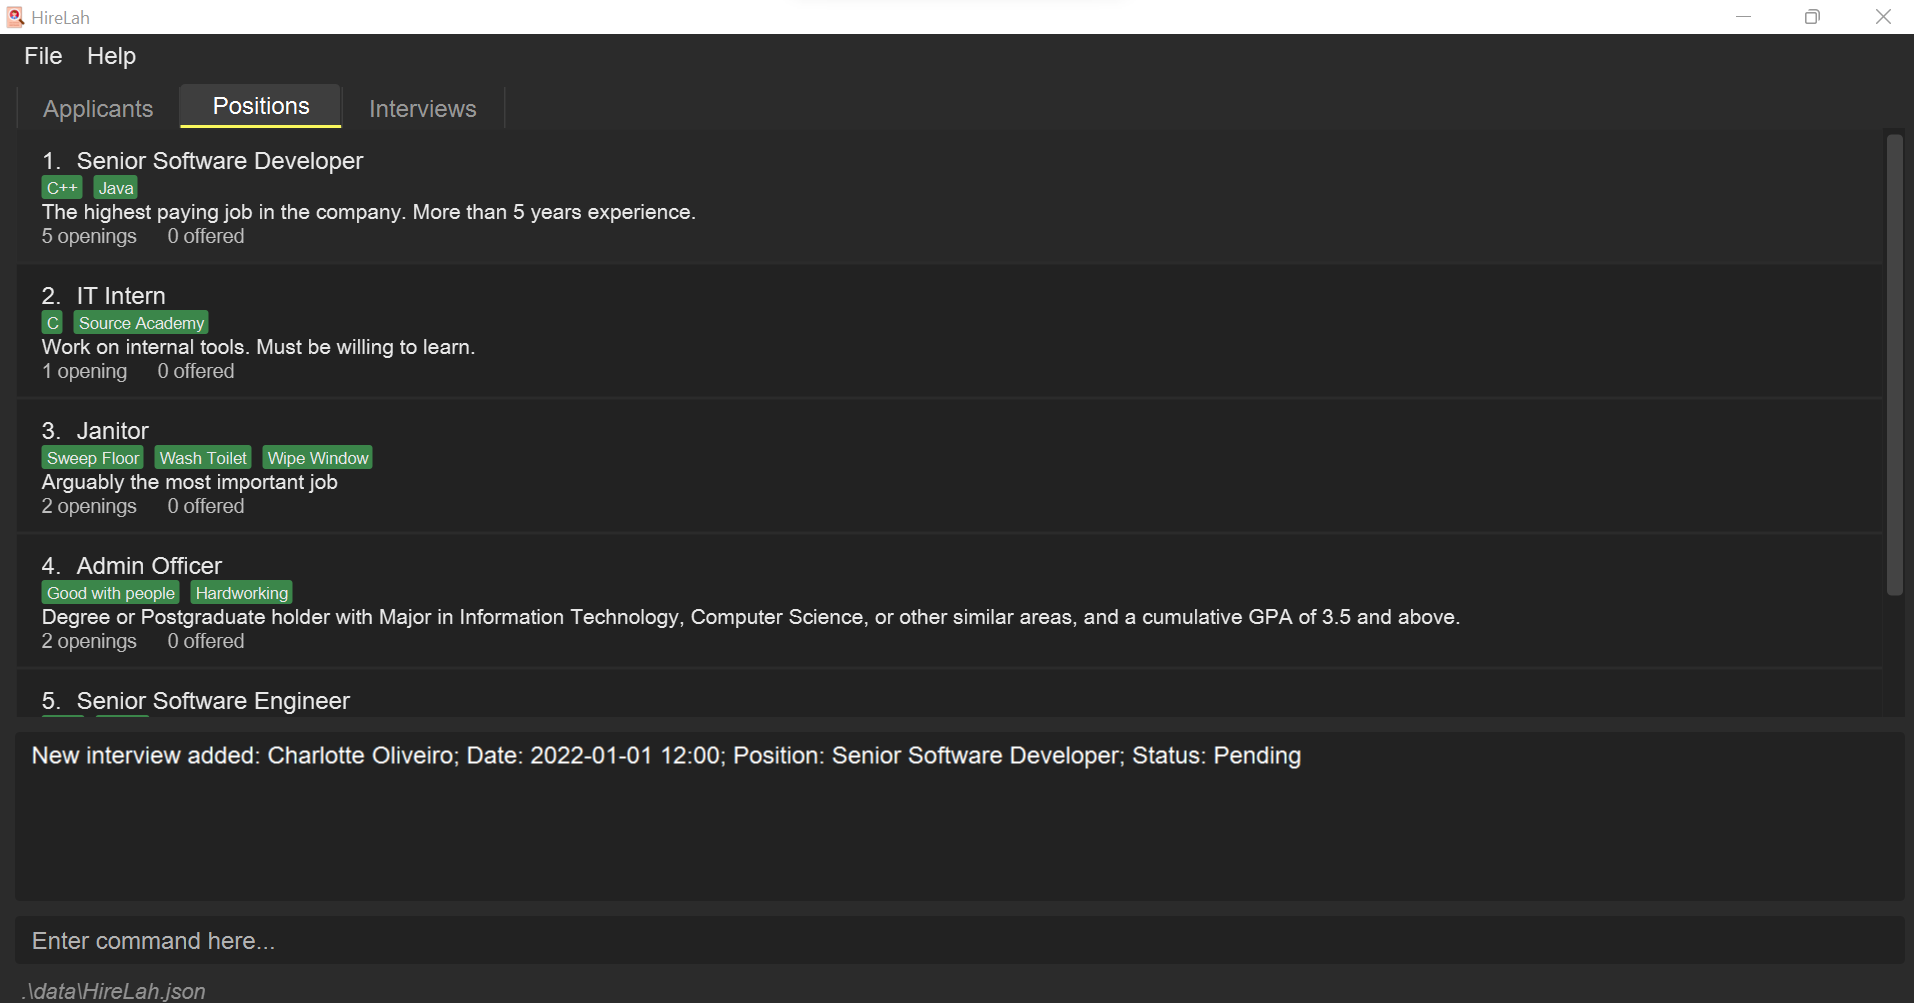 HireLah
File Help
Applicants Positions Interviews
1. Senior Software Developer
C++ Java
The highest paying job in the company. More than 5 years experience.
5 openings 0 offered
2. IT Intern
C Source Academy
Work on internal tools. Must be willing to learn.
1 opening 0 offered
3. Janitor
Sweep Floor Wash Toilet Wipe Window
Arguably the most important job
2 openings 0 offered
4. Admin Officer
Good with people Hardworking
Degree or Postgraduate holder with Major in Information Technology, Computer Science, or other similar areas, and a cumulative GPA of 3.5 and above.
2 openings 0 offered
5. Senior Software Engineer
New interview added: Charlotte Oliveiro; Date: 2022-01-01 12:00; Position: Senior Software Developer; Status: Pending
Enter command here...
.\data\HireLah.json